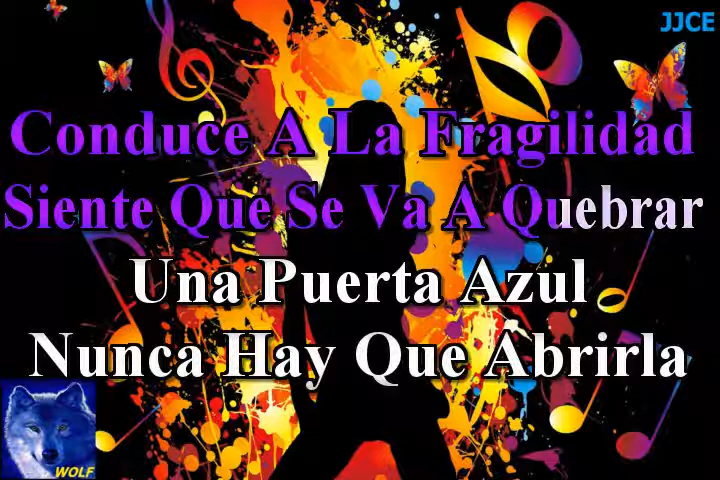 JJCE
Conduce A La Fragilidad
Siente Que Se Va A Quebrar
Una Puerta Azul
Nunca Hay Que Abrirla
WOLF